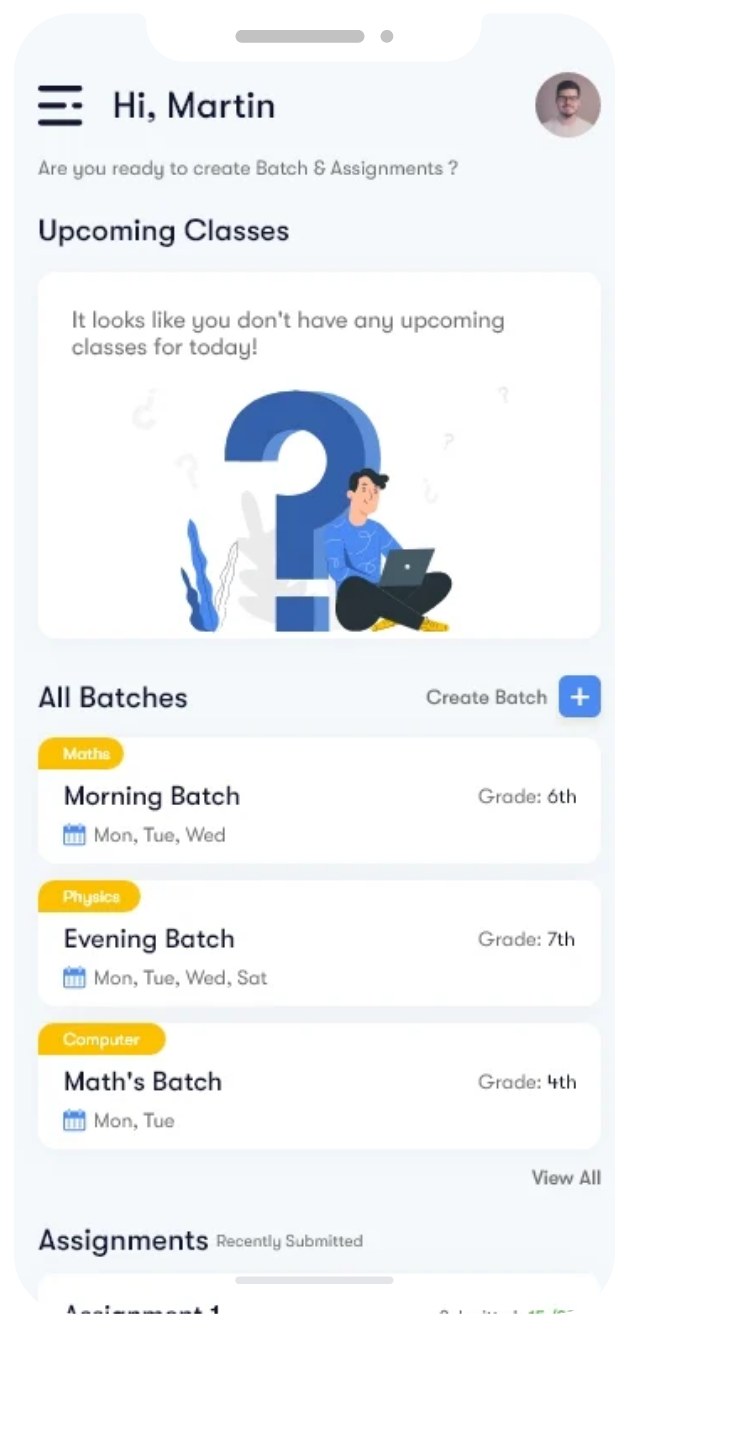 Hi, Martin
Are you ready to create Batch & Assignments ?
Upcoming Classes
It looks like you don't have any upcoming
classes for today!
All Batches
Create Batch
Maths
Morning Batch
Grade: 6th
Mon, Tue, Wed
Physics
Evening Batch
Grade: 7th
Mon, Tue, Wed, Sat
Computer
Math's Batch
Grade: 4th
Mon, Tue
View All
Assignments Recently Submitted
Assignment 1